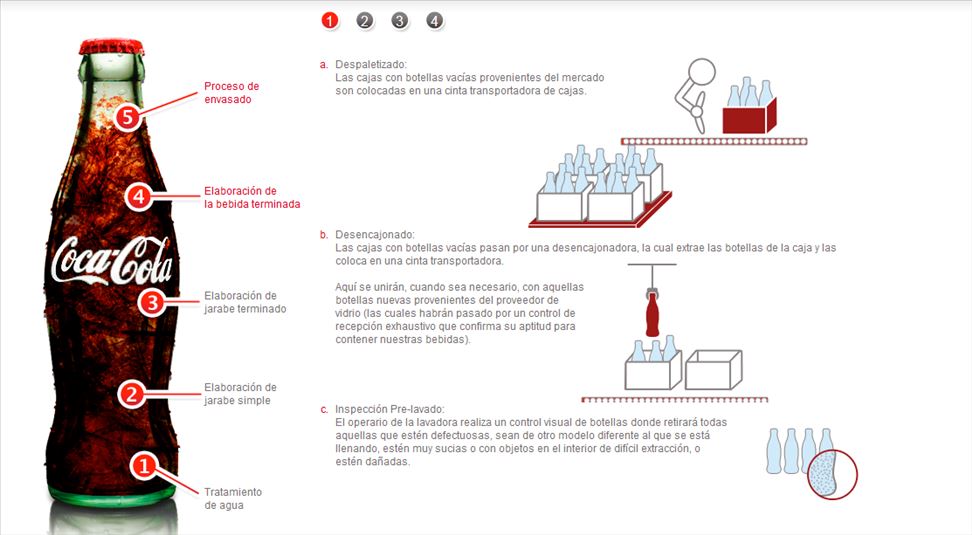 1 2 3 4
5
Proceso de
envasado
4
Elaboración de
la bebida terminada
Coca-Cola
3
Elaboración de
jarabe terminado
2
Elaboración de
jarabe simple
1
Tratamiento
de agua
a. Despaletizado:
Las cajas con botellas vacías provenientes del mercado
son colocadas en una cinta transportadora de cajas.
b. Desencajonado:
Las cajas con botellas vacías pasan por una desencajonadora, la cual extrae las botellas de la caja y las
coloca en una cinta transportadora.
Aquí se unirán, cuando sea necesario, con aquellas
botellas nuevas provenientes del proveedor de
vidrio (las cuales habrán pasado por un control de
recepción exhaustivo que confirma su aptitud para
contener nuestras bebidas).
c. Inspección Pre-lavado:
El operario de la lavadora realiza un control visual de botellas donde retirará todas
aquellas que estén defectuosas, sean de otro modelo diferente al que se está
llenando, estén muy sucias o con objetos en el interior de difícil extracción, o
estén dañadas.